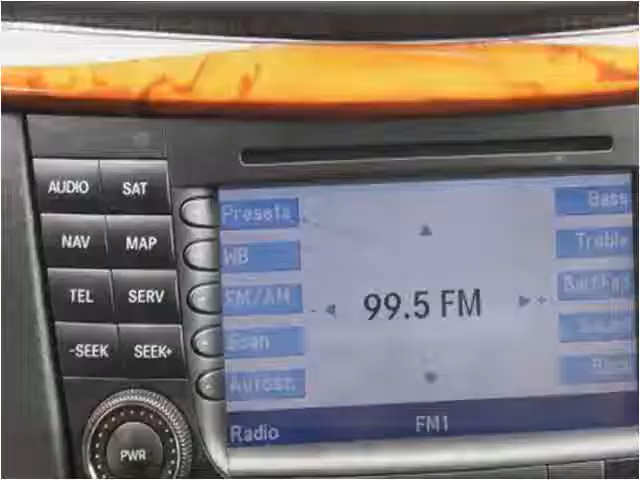 AUDIO SAT
NAV MAP
TEL SERV
-SEEK SEEK+
PWR
Presets
WB
FM/AM
Scan
Autost.
- 99.5 FM +
Bass
Treble
Radio
FM1